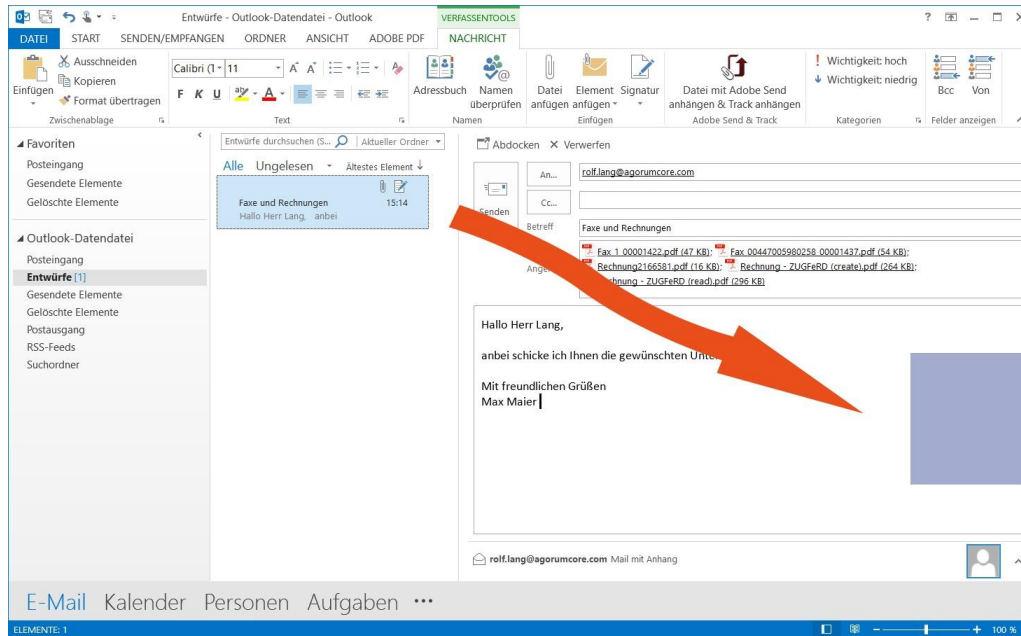 Entwürfe - Outlook-Datendatei - Outlook
VERFASSENTOOLS
DATEI START SENDEN/EMPFANGEN ORDNER ANSICHT ADOBE PDF NACHRICHT
Einfügen
Ausschneiden
Kopieren
Format übertragen
Zwischenablage
Calibri (1 11
F K U
Text
Adressbuch
Namen überprüfen
Namen
Datei anfügen
Element anfügen
Signatur
Einfügen
Datei mit Adobe Send anhängen & Track anhängen
Adobe Send & Track
Wichtigkeit: hoch
Wichtigkeit: niedrig
Kategorien
Bcc Von
Felder anzeigen
Favoriten
Posteingang
Gesendete Elemente
Gelöschte Elemente
Outlook-Datendatei
Posteingang
Entwürfe [1]
Gesendete Elemente
Gelöschte Elemente
Postausgang
RSS-Feeds
Suchordner
Entwürfe durchsuchen (S... Aktueller Ordner
Alle Ungelesen Ältestes Element
Faxe und Rechnungen 15:14
Hallo Herr Lang, anbei
Abdocken Verwerfen
Senden
An... rolf.lang@agorumcore.com
Cc...
Betreff Faxe und Rechnungen
Fax_1_00001422.pdf (47 KB); Fax_00447005980258_00001437.pdf (54 KB);
Rechnung2166581.pdf (16 KB); Rechnung - ZUGFeRD (create).pdf (264 KB);
- ZUGFeRD (read).pdf (296 KB)
Hallo Herr Lang,
anbei schicke ich Ihnen die gewünschten
Mit freundlichen Grüßen
Max Maier
rolf.lang@agorumcore.com Mail mit Anhang
E-Mail Kalender Personen Aufgaben •••
ELEMENTE: 1
100 %